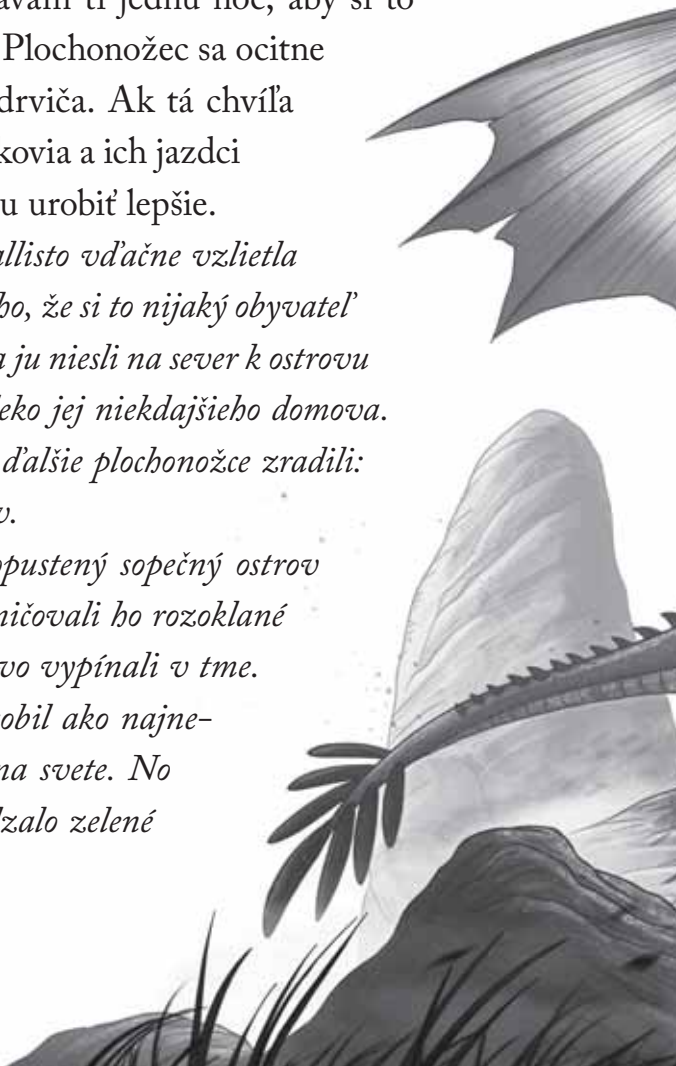 ti jednu noc, aby si to
Plochonožec sa ocitne
drviča. Ak tá chvíľa
kovia a ich jazdci
u urobiť lepšie.
allisto vďačne vzlietla
ho, že si to nijaký obyvateľ
a ju niesli na sever k ostrovu
eko jej niekdajšieho domova.
ďalšie plochonožce zradili:
v.
opustený sopečný ostrov
ničovali ho rozoklané
vo vypínali v tme.
obil ako najne-
na svete. No
dzalo zelené